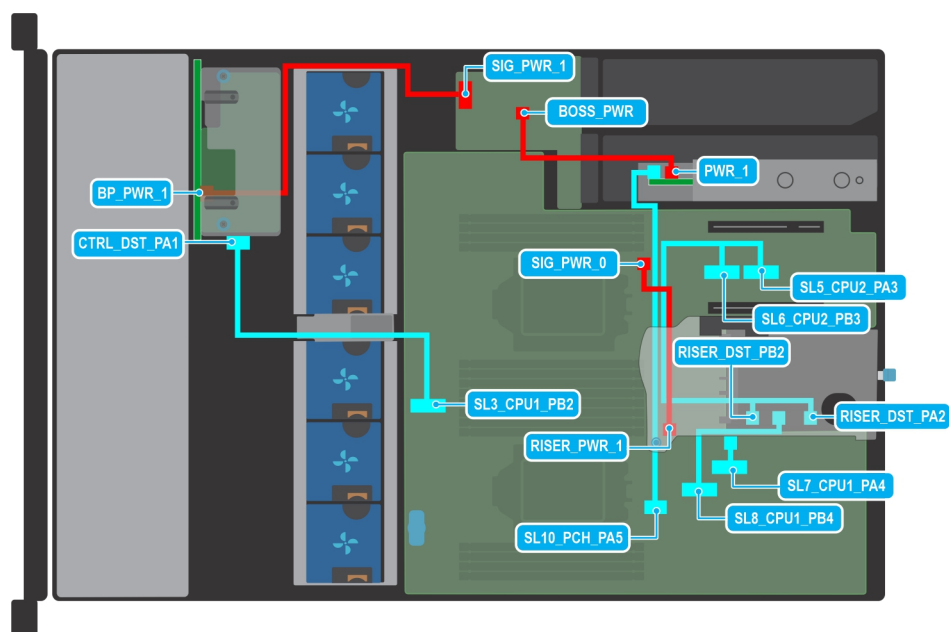 SIG_PWR_1
BOSS_PWR
PWR_1
BP_PWR_1
CTRL_DST_PA1
SIG_PWR_0
SL5_CPU2_PA3
SL6_CPU2_PB3
RISER_DST_PB2
SL3_CPU1_PB2
RISER_DST_PA2
RISER_PWR_1
SL7_CPU1_PA4
SL8_CPU1_PB4
SL10_PCH_PA5